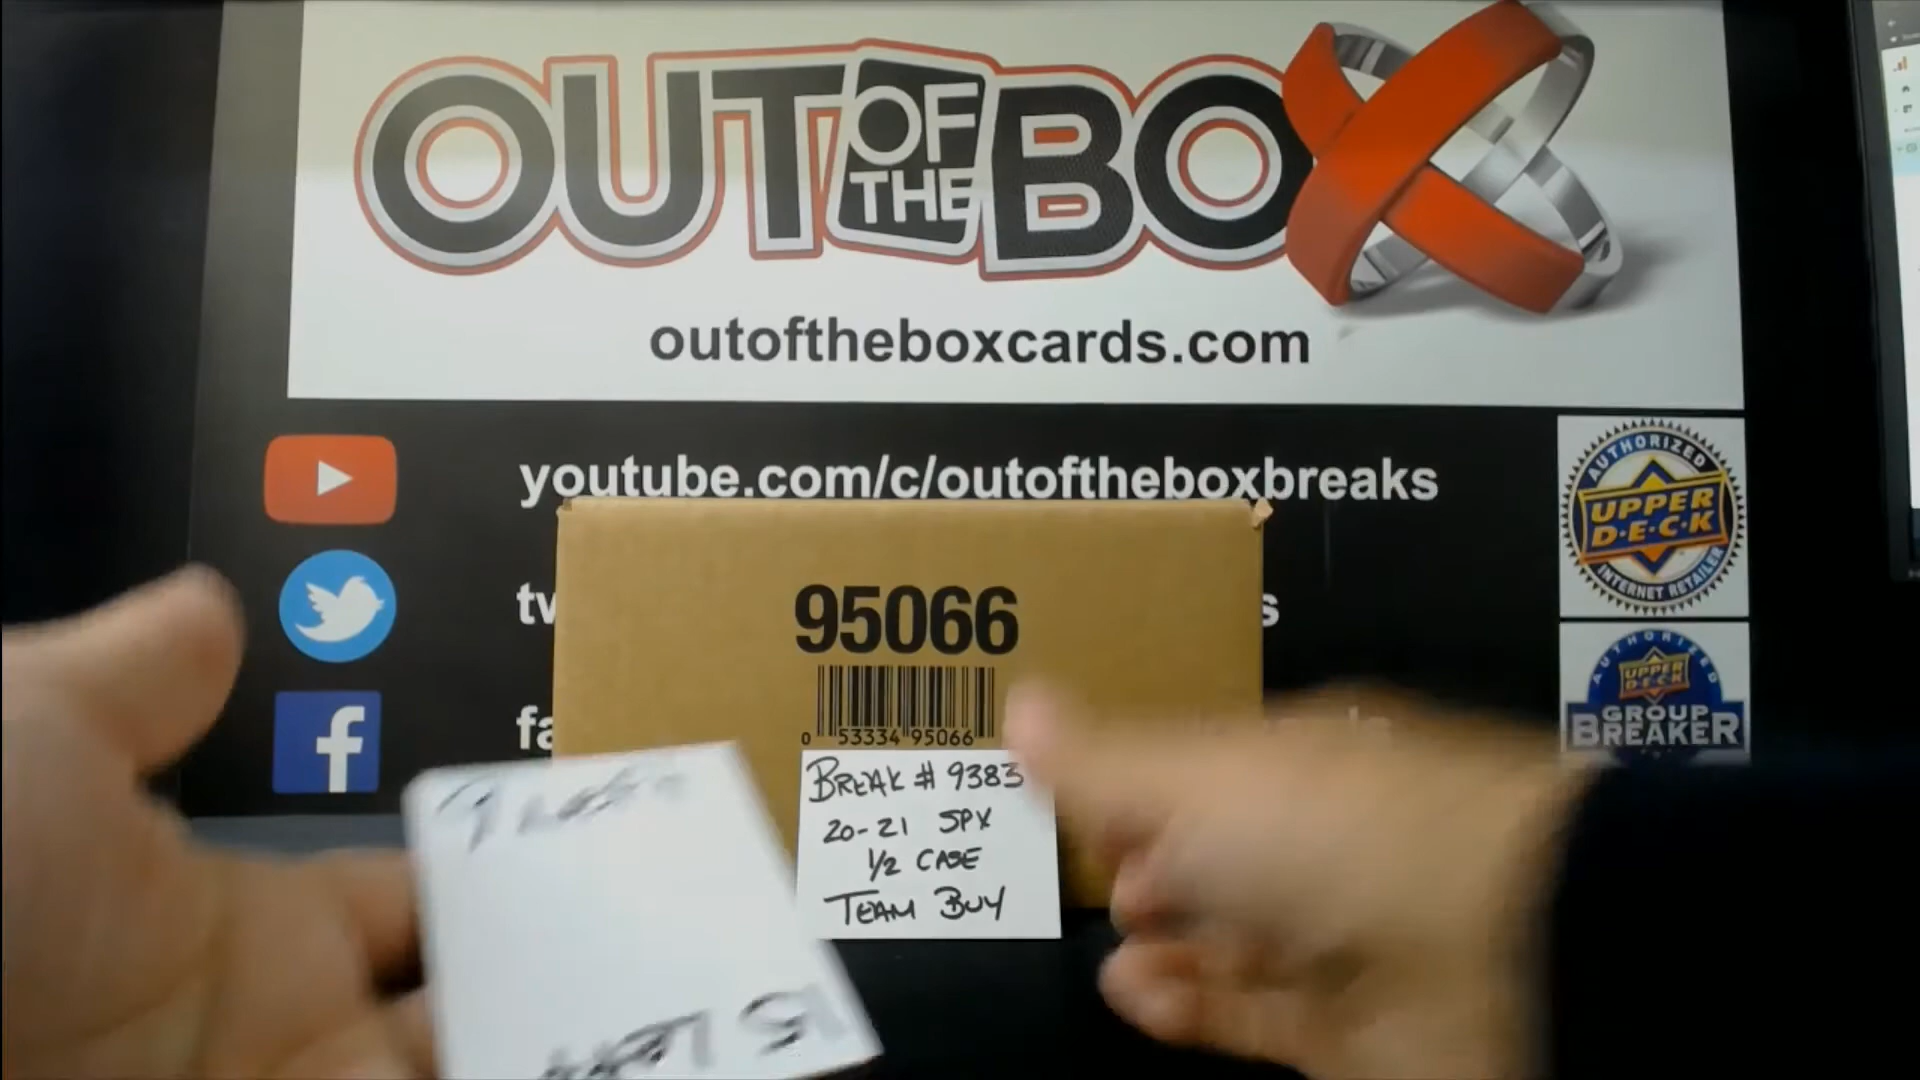 OUT OF THE BOX
outoftheboxcards.com
youtube.com/c/outoftheboxbreaks
AUTHORIZED
UPPER
D·E·C·K
INTERNET RETAILER
95066
0 53334 95066
AUTHORIZED
UPPER
DECK
GROUP
BREAKER
BREAK # 9383
20-21 SPX
1/2 CASE
TEAM BUY